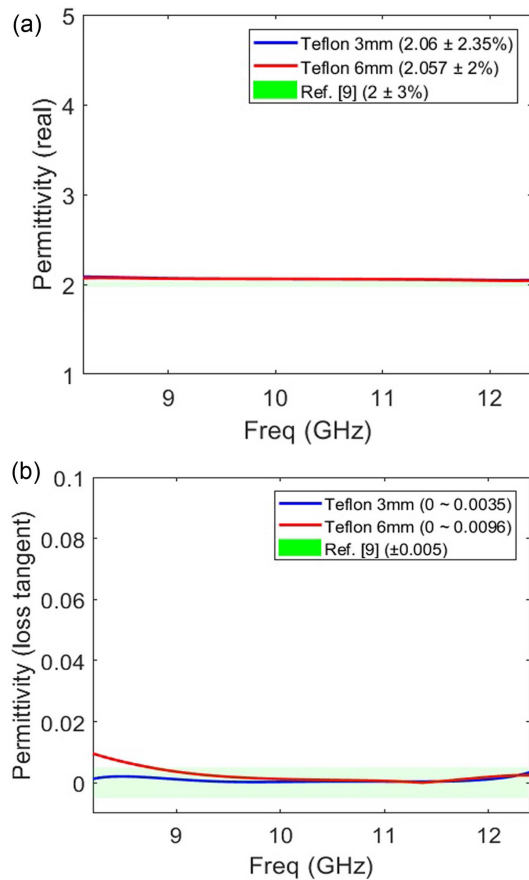 (a)
5
4
3
2
1
Permittivity (real)
Teflon 3mm (2.06 ± 2.35%)
Teflon 6mm (2.057 ± 2%)
Ref. [9] (2 ± 3%)
9 10 11 12
Freq (GHz)
(b)
0.1
0.08
0.06
0.04
0.02
0
Permittivity (loss tangent)
Teflon 3mm (0 ~ 0.0035)
Teflon 6mm (0 ~ 0.0096)
Ref. [9] (±0.005)
9 10 11 12
Freq (GHz)